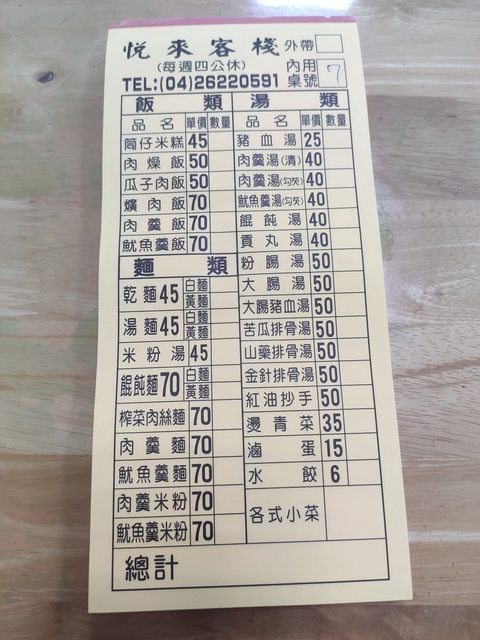 悅來客棧 外帶
(每週四公休) 內用
TEL:(04)26220591 桌號 7
飯類
品名 單價 數量
筒仔米糕 45
肉燥飯 50
瓜子肉飯 50
爌肉飯 70
肉羹飯 70
魷魚羹飯 70
麵類
乾麵 45 白麵 黃麵
湯麵 45 白麵 黃麵
米粉湯 45
餛飩麵 70 白麵 黃麵
榨菜肉絲麵 70
肉羹麵 70
魷魚羹麵 70
肉羹米粉 70
魷魚羹米粉 70
湯類
品名 單價 數量
豬血湯 25
肉羹湯(清) 40
肉羹湯(勾芡) 40
魷魚羹湯(勾芡) 40
餛飩湯 40
貢丸湯 40
粉腸湯 50
大腸湯 50
大腸豬血湯 50
苦瓜排骨湯 50
山藥排骨湯 50
金針排骨湯 50
紅油抄手 50
燙青菜 35
滷蛋 15
水餃 6
各式小菜
總計